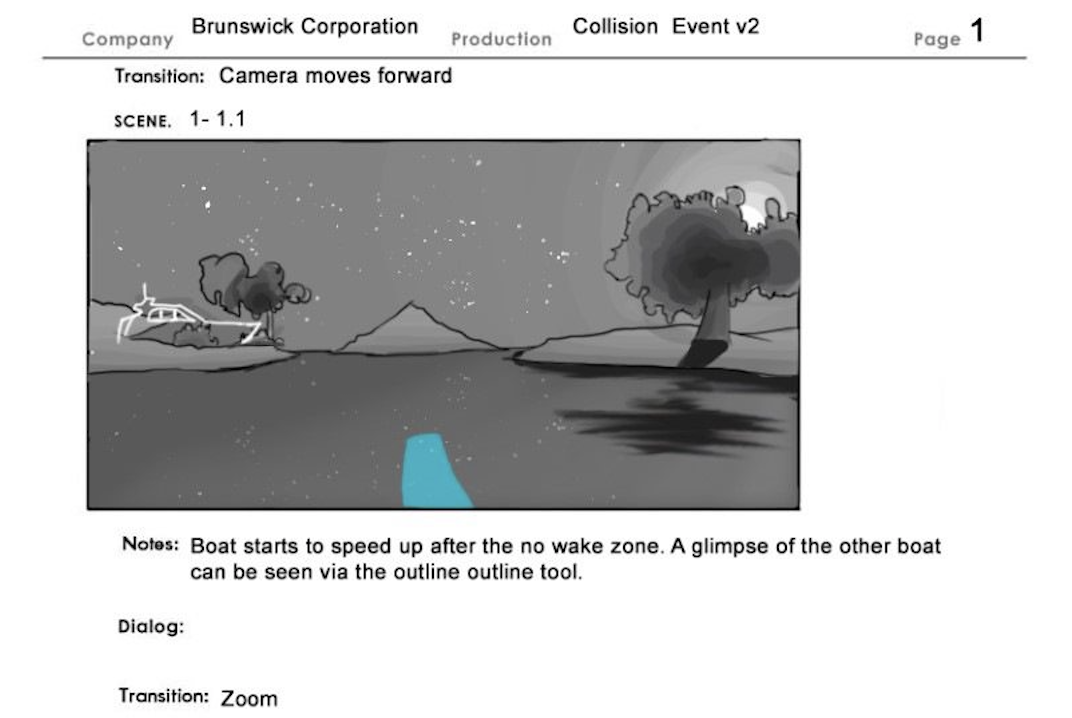 Company Brunswick Corporation Production Collision Event v2 Page 1
Transition: Camera moves forward
SCENE. 1- 1.1
Notes: Boat starts to speed up after the no wake zone. A glimpse of the other boat
can be seen via the outline outline tool.
Dialog:
Transition: Zoom